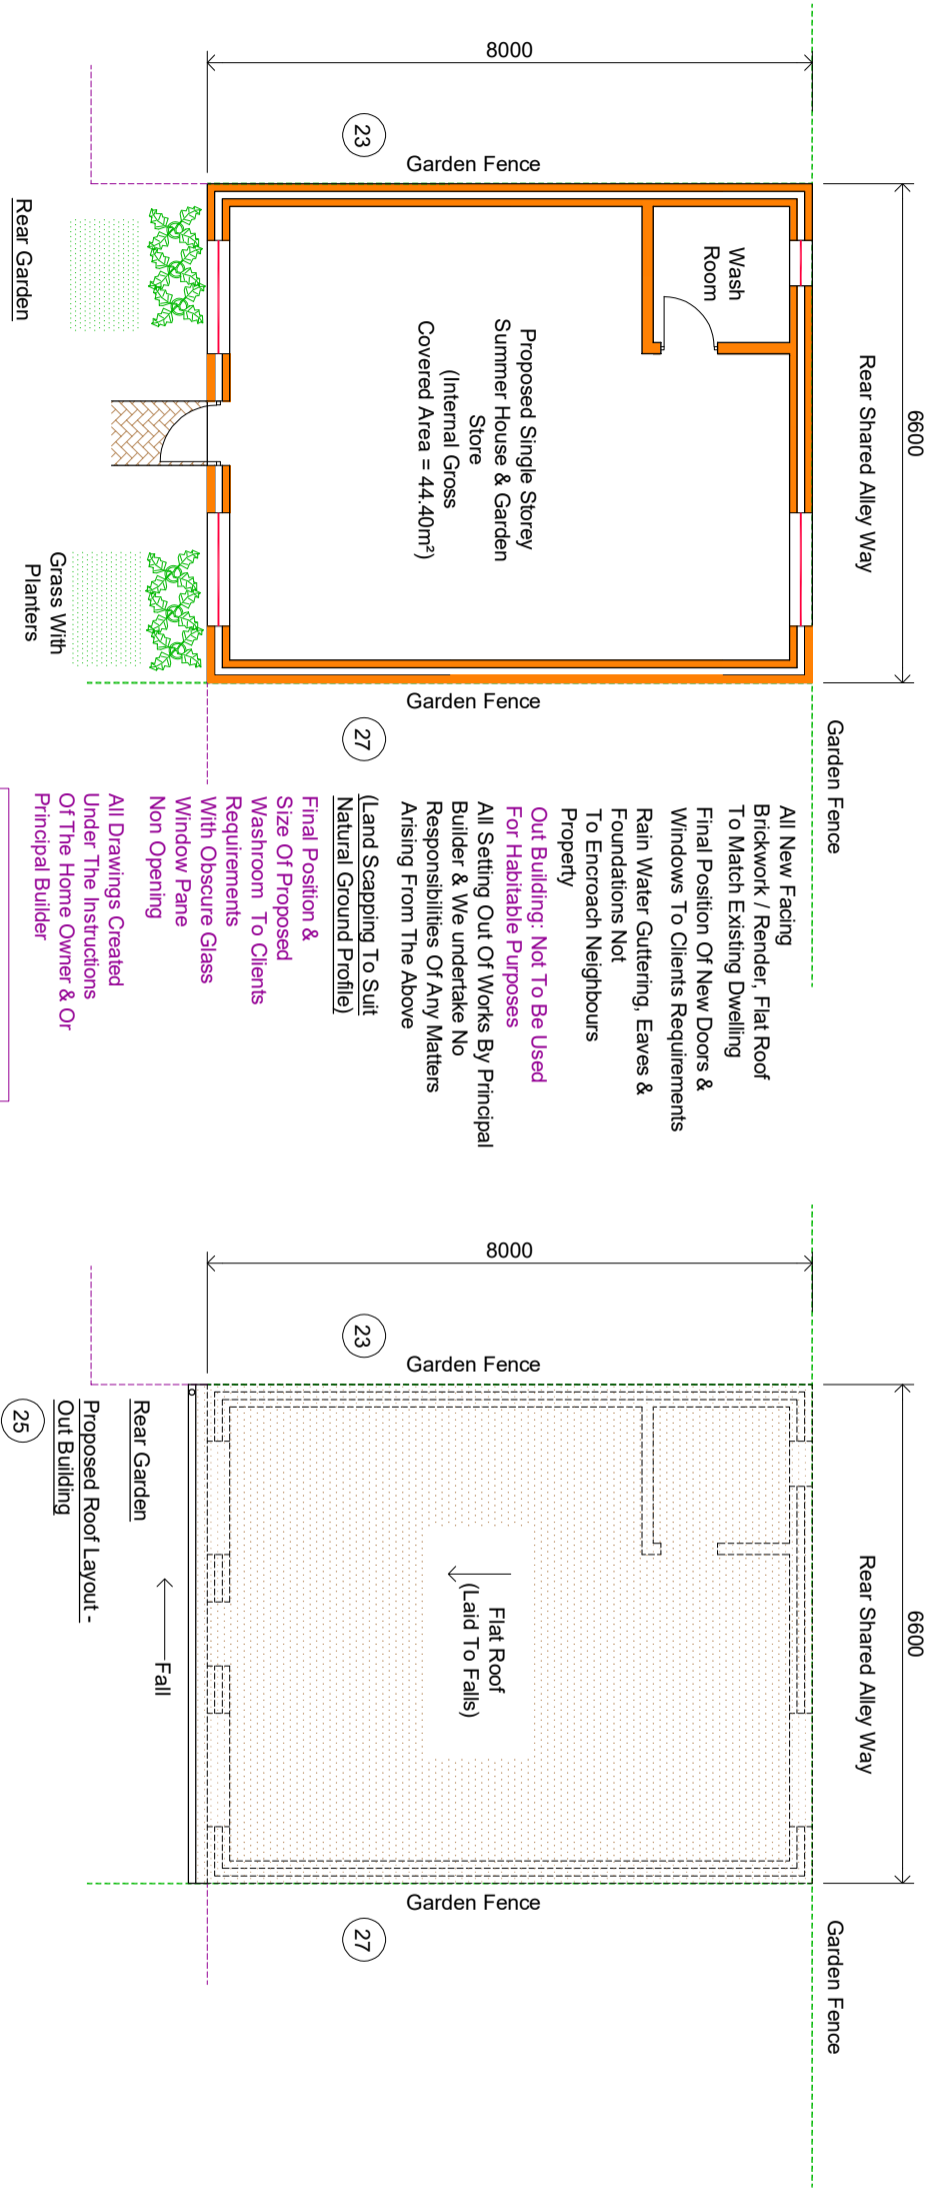 8000
6600
Rear Shared Alley Way
Garden Fence
23
Garden Fence
Wash
Room
Proposed Single Storey
Summer House & Garden
Store
(Internal Gross
Covered Area = 44.40m²)
Garden Fence
27
Rear Garden
Grass With
Planters
All New Facing
Brickwork / Render, Flat Roof
To Match Existing Dwelling
Final Position Of New Doors &
Windows To Clients Requirements
Rain Water Guttering, Eaves &
Foundations Not
To Encroach Neighbours
Property
Out Building: Not To Be Used
For Habitable Purposes
All Setting Out Of Works By Principal
Builder & We undertake No
Responsibilities Of Any Matters
Arising From The Above
(Land Scapping To Suit
Natural Ground Profile)
Final Position &
Size Of Proposed
Washroom To Clients
Requirements
With Obscure Glass
Window Pane
Non Opening
All Drawings Created
Under The Instructions
Of The Home Owner & Or
Principal Builder
8000
6600
Rear Shared Alley Way
Garden Fence
23
Garden Fence
Flat Roof
(Laid To Falls)
Garden Fence
27
Fall
Rear Garden
Proposed Roof Layout -
Out Building
25